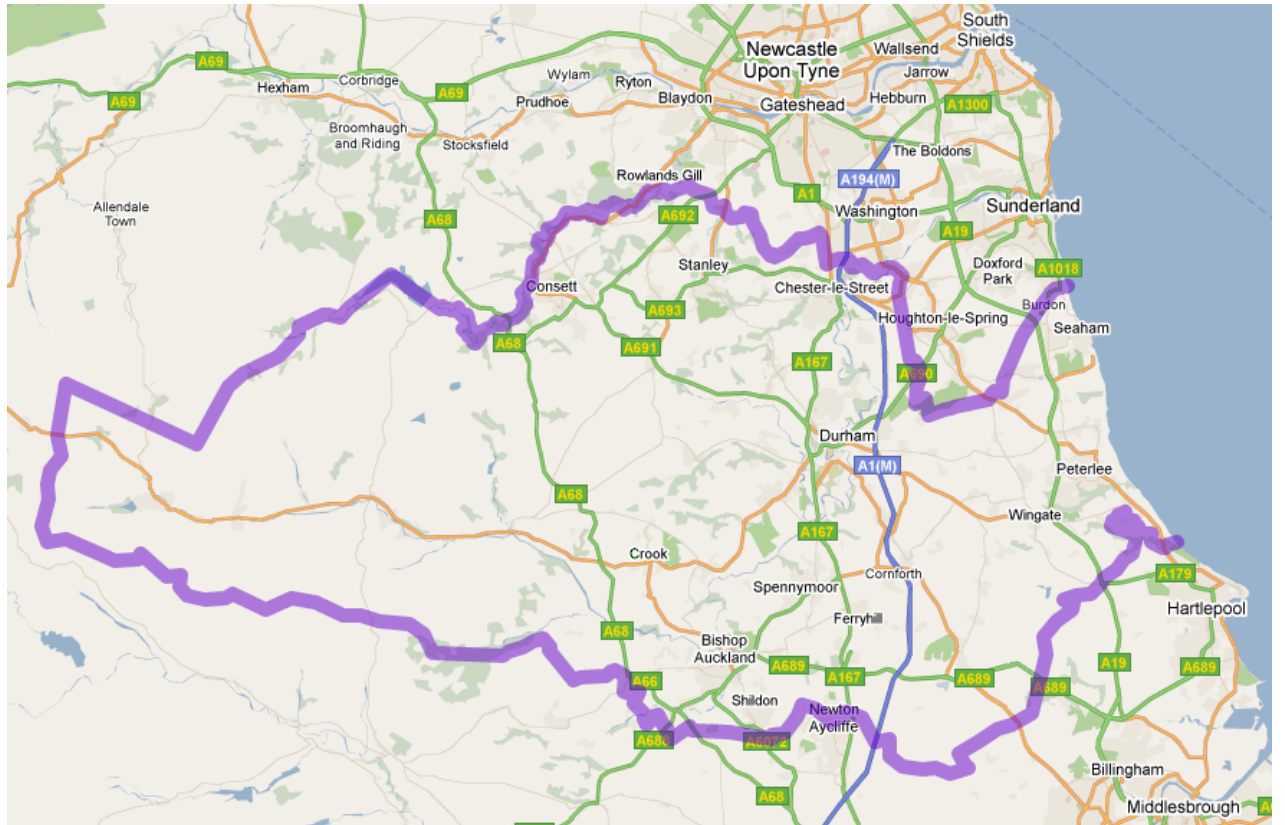 South
Shields
Newcastle
Upon Tyne
Wallsend
A69
Jarrow
Corbridge
Hexham
Wylam
Ryton
A69
A69
Prudhoe
Blaydon
Gateshead
Hebburn
A1300
Broomhaugh
and Riding
Stocksfield
The Boldons
Rowlands Gill
A194(M)
A1
Allendale
Town
A68
A692
Washington
Sunderland
A19
Stanley
Doxford
Park
A1018
Consett
Chester-le-Street
Burdon
A693
Houghton-le-Spring
Seaham
A68
A691
A167
A690
Durham
A1(M)
Peterlee
A68
Wingate
A167
Crook
Cornforth
A179
Spennymoor
Hartlepool
Ferryhill
A68
Bishop
Auckland
A689
A19
A689
A66
A167
A689
A689
Shildon
Newton
Aycliffe
A688
A6072
Billingham
A68
Middlesbrough